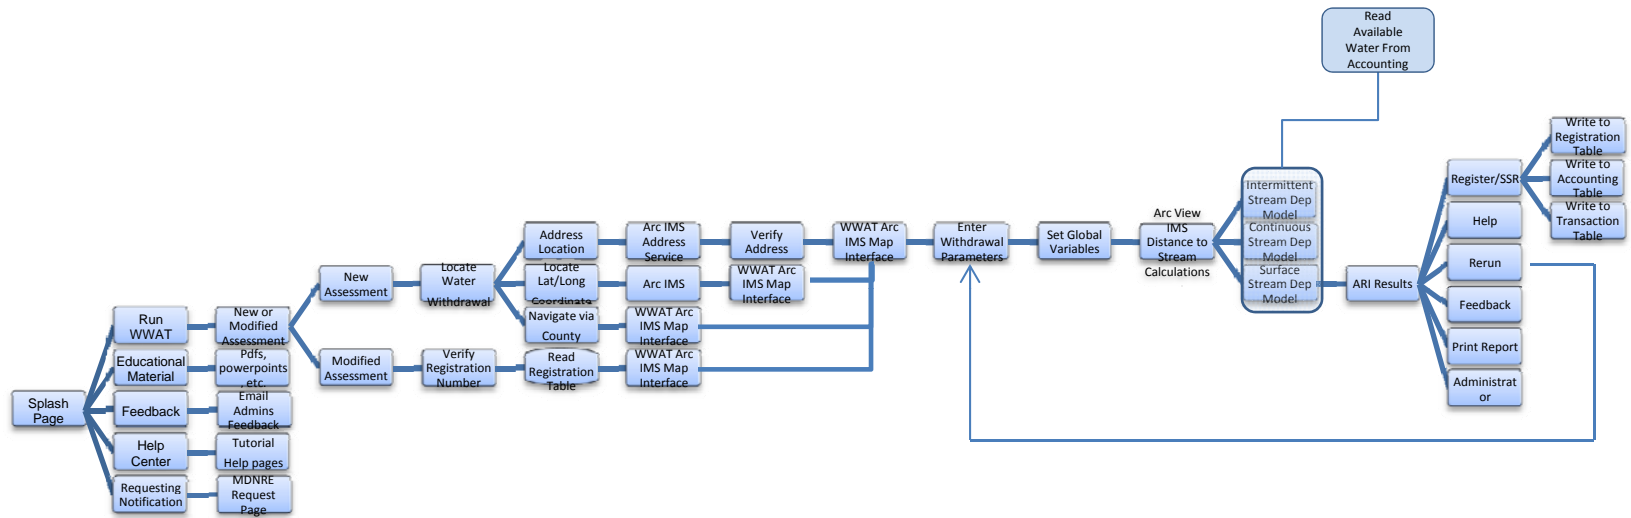 Read
Available
Water From
Accounting
Write to
Registration
Table
Write to
Accounting
Table
Write to
Transaction
Table
Register/SSR
Help
Rerun
Feedback
Print Report
Administrat
or
ARI Results
Intermittent
Stream Dep
Model
Continuous
Stream Dep
Model
Surface
Stream Dep
Model
Arc View
IMS
Distance to
Stream
Calculations
Set Global
Variables
Enter
Withdrawal
Parameters
WWAT Arc
IMS Map
Interface
Verify
Address
Arc IMS
Address
Service
Address
Location
Locate
Lat/Long
Coordinate
Arc IMS
WWAT Arc
IMS Map
Interface
Navigate via
County
WWAT Arc
IMS Map
Interface
New
Assessment
Locate
Water
Withdrawal
Modified
Assessment
Verify
Registration
Number
Read
Registration
Table
WWAT Arc
IMS Map
Interface
Run
WWAT
New or
Modified
Assessment
Educational
Material
Pdfs,
powerpoints
, etc.
Splash
Page
Feedback
Email
Admins
Feedback
Help
Center
Tutorial
Help pages
Requesting
Notification
MDNRE
Request
Page